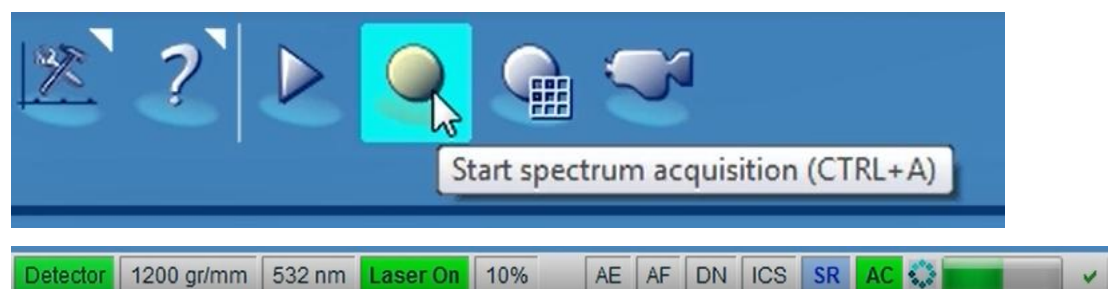 ?
Start spectrum acquisition (CTRL+A)
Detector 1200 gr/mm 532 nm Laser On 10% AE AF DN ICS SR AC